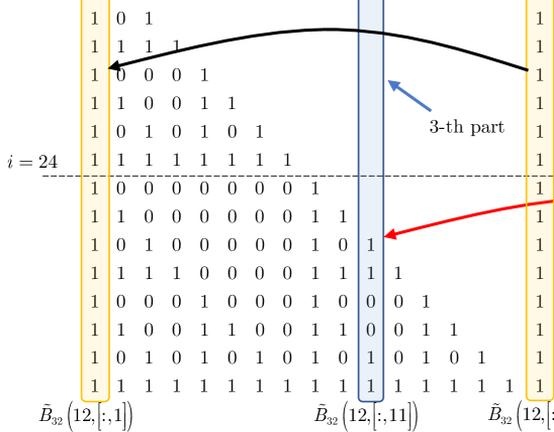 1 0 1 1
1 1 1 1 1
1 0 0 0 1 1
1 1 0 0 1 1 1
3-th part
1 0 1 0 1 0 1 1
i = 24 1 1 1 1 1 1 1 1 1
1 0 0 0 0 0 0 0 1 1
1 1 0 0 0 0 0 0 1 1 1
1 0 1 0 0 0 0 0 1 0 1 1
1 1 1 1 0 0 0 0 1 1 1 1 1
1 0 0 0 1 0 0 0 1 0 0 0 1 1
1 1 0 0 1 1 0 0 1 1 0 0 1 1 1
1 0 1 0 1 0 1 0 1 0 1 0 1 0 1 1
1 1 1 1 1 1 1 1 1 1 1 1 1 1 1 1 1
B̃₃₂(12,[:,1]) B̃₃₂(12,[:,11]) B̃₃₂(12,[: